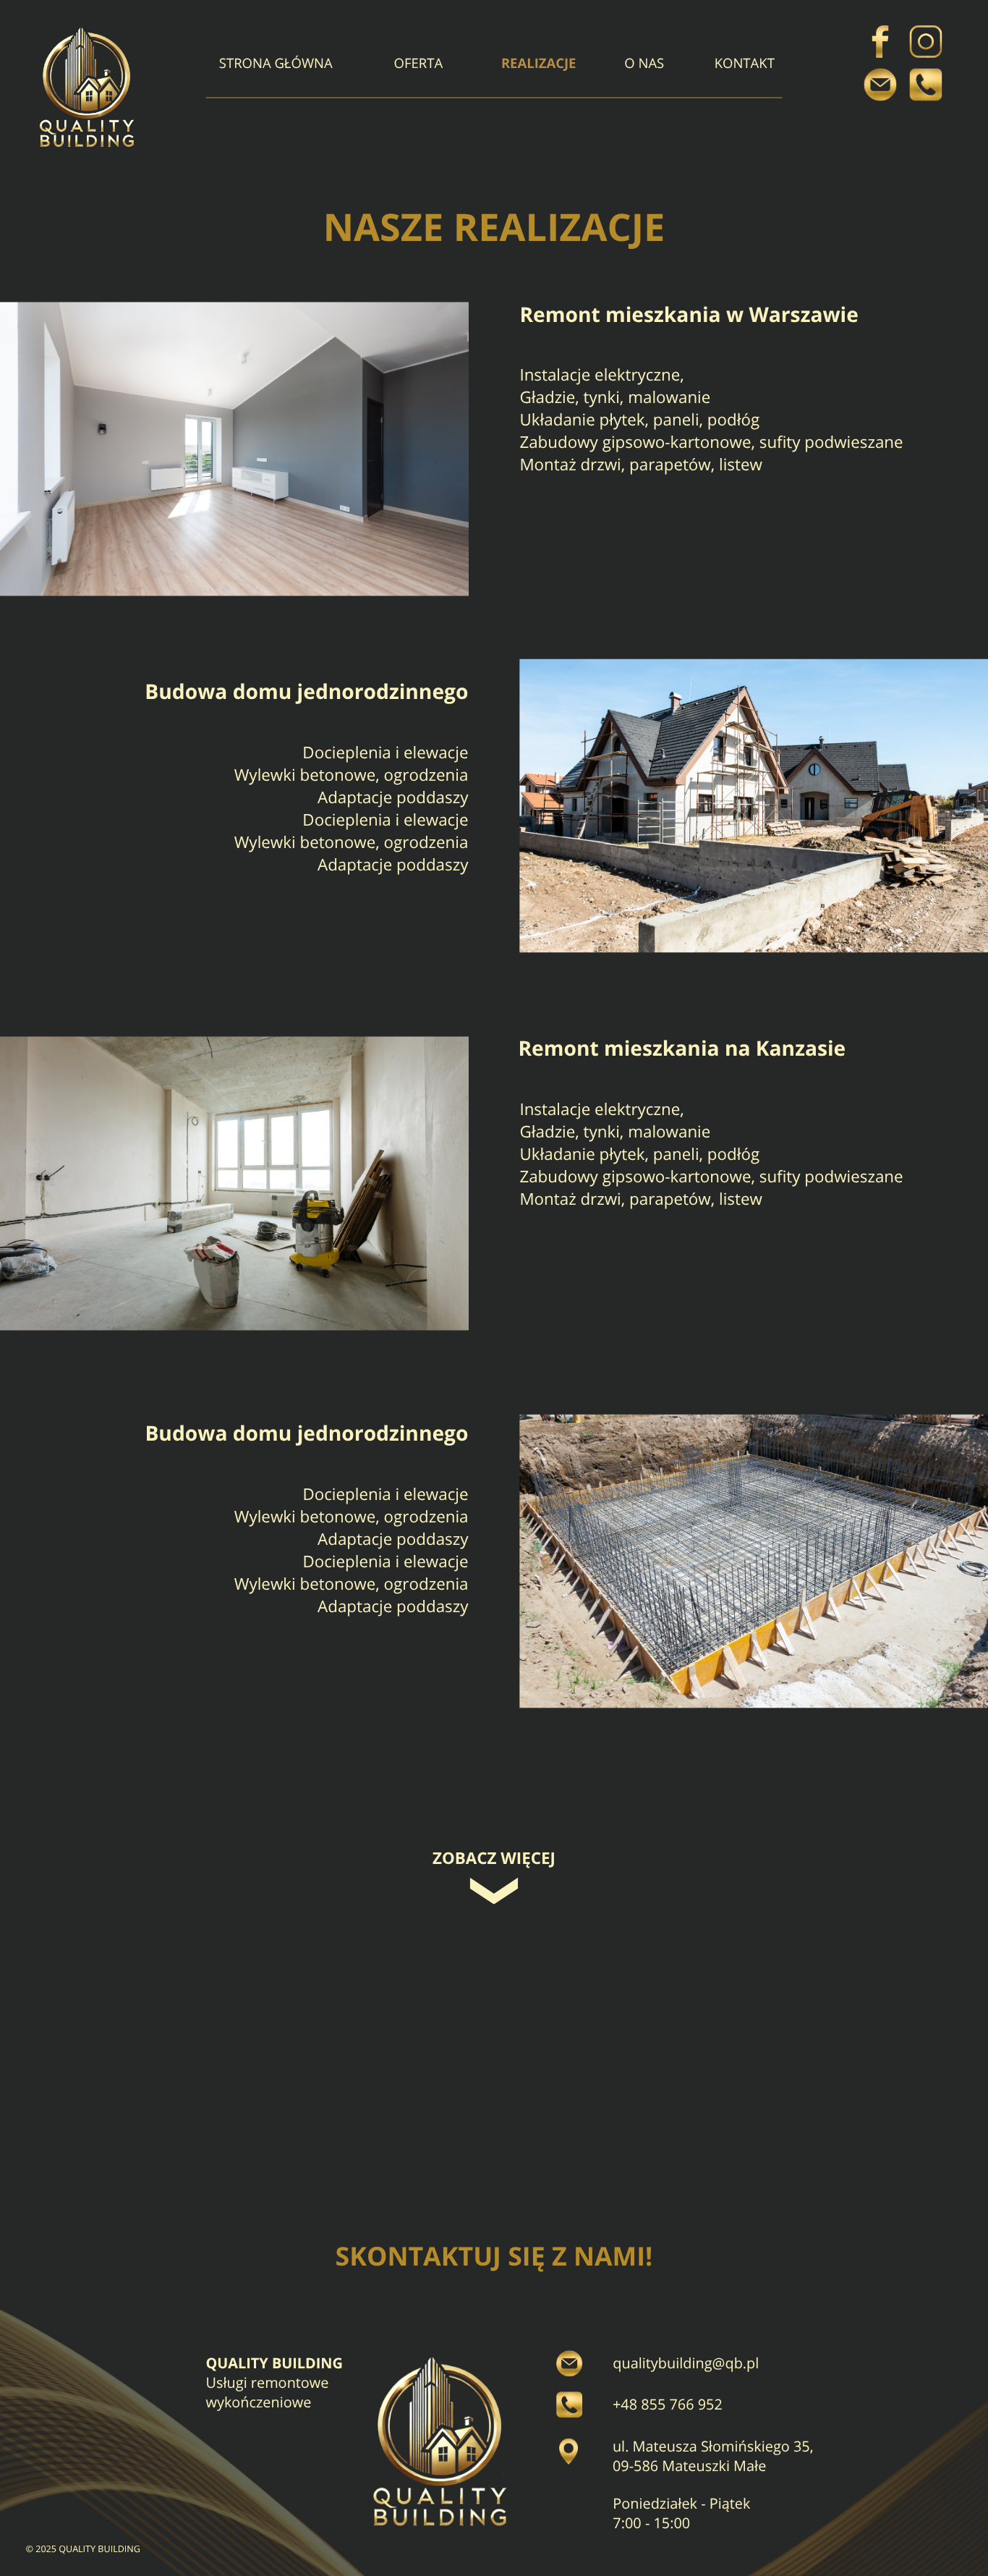 QUALITY
BUILDING
STRONA GŁÓWNA
OFERTA
REALIZACJE
O NAS
KONTAKT
NASZE REALIZACJE
Remont mieszkania w Warszawie
Instalacje elektryczne,
Gładzie, tynki, malowanie
Układanie płytek, paneli, podłóg
Zabudowy gipsowo-kartonowe, sufity podwieszane
Montaż drzwi, parapetów, listew
Budowa domu jednorodzinnego
Docieplenia i elewacje
Wylewki betonowe, ogrodzenia
Adaptacje poddaszy
Docieplenia i elewacje
Wylewki betonowe, ogrodzenia
Adaptacje poddaszy
Remont mieszkania na Kanzasie
Instalacje elektryczne,
Gładzie, tynki, malowanie
Układanie płytek, paneli, podłóg
Zabudowy gipsowo-kartonowe, sufity podwieszane
Montaż drzwi, parapetów, listew
Budowa domu jednorodzinnego
Docieplenia i elewacje
Wylewki betonowe, ogrodzenia
Adaptacje poddaszy
Docieplenia i elewacje
Wylewki betonowe, ogrodzenia
Adaptacje poddaszy
ZOBACZ WIĘCEJ
SKONTAKTUJ SIĘ Z NAMI!
QUALITY BUILDING
Usługi remontowe
wykończeniowe
QUALITY
BUILDING
qualitybuilding@qb.pl
+48 855 766 952
ul. Mateusza Słomińskiego 35,
09-586 Mateuszki Małe
Poniedziałek - Piątek
7:00 - 15:00
© 2025 QUALITY BUILDING